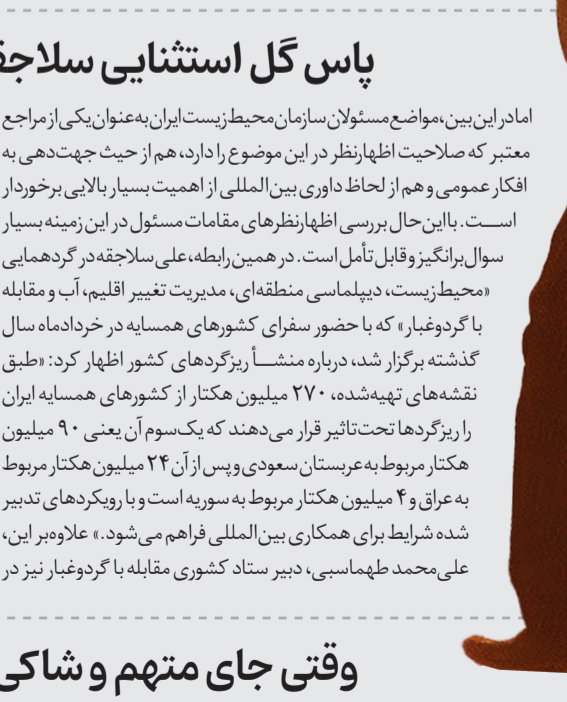 پاس گل استثنایی سلاجقه
امادر این بین،مواضع مسئولان سازمان محیط زیست ایران به عنوان یکی از مراجع
معتبر که صلاحیت اظهارنظر در این موضوع را دارد، هم از حیث جهت‌دهی به
افکار عمومی و هم از لحاظ داوری بین المللی از اهمیت بسیار بالایی برخوردار
است. بااین‌حال بررسی اظهارنظرهای مقامات مسئول در این زمینه بسیار
سوال‌برانگیز و قابل تأمل است. در همین رابطه، علی سلاجقه در گردهمایی
«محیط‌زیست، دیپلماسی منطقه‌ای، مدیریت تغییر اقلیم، آب و مقابله
با گردوغبار» که با حضور سفرای کشورهای همسایه در خردادماه سال
گذشته برگزار شد، درباره منشأ ریزگردهای کشور اظهار کرد: «طبق
نقشه‌های تهیه‌شده، ۲۷۰ میلیون هکتار از کشورهای همسایه ایران
را ریزگردها تحت‌تاثیر قرار می‌دهند که یک‌سوم آن یعنی ۹۰ میلیون
هکتار مربوط به عربستان سعودی و پس از آن ۲۴ میلیون هکتار مربوط
به عراق و ۴ میلیون هکتار مربوط به سوریه است و با رویکردهای تدبیر
شده شرایط برای همکاری بین‌المللی فراهم می‌شود.» علاوه‌بر این،
علی‌محمد طهماسبی، دبیر ستاد کشوری مقابله با گردوغبار نیز در
وقتی جای متهم و شاکی